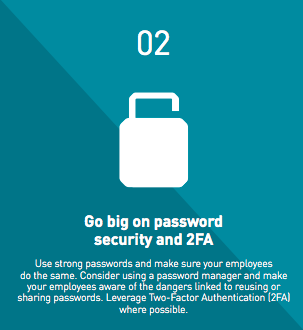 02
Go big on password
security and 2FA
Use strong passwords and make sure your employees
do the same. Consider using a password manager and make
your employees aware of the dangers linked to reusing or
sharing passwords. Leverage Two-Factor Authentication (2FA)
where possible.